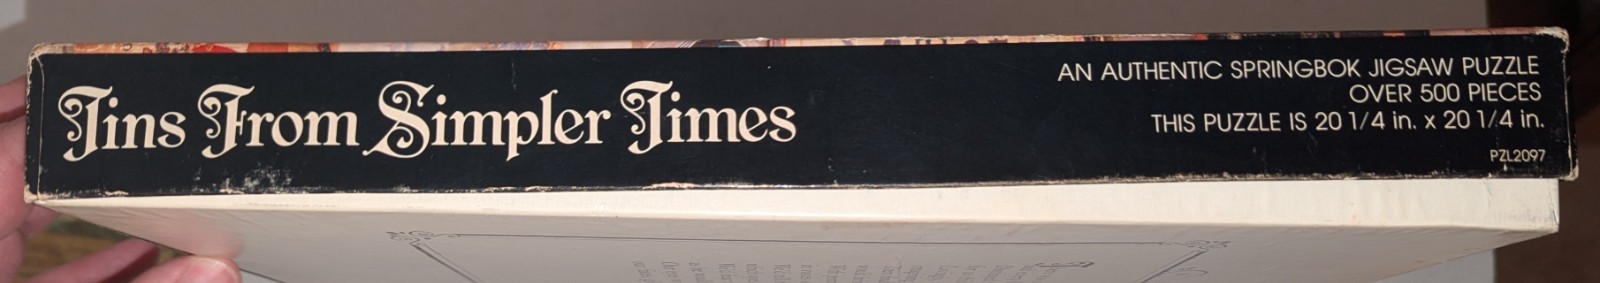 Tins From Simpler Times
AN AUTHENTIC SPRINGBOK JIGSAW PUZZLE
OVER 500 PIECES
THIS PUZZLE IS 20 1/4 in. x 20 1/4 in.
PZL2097